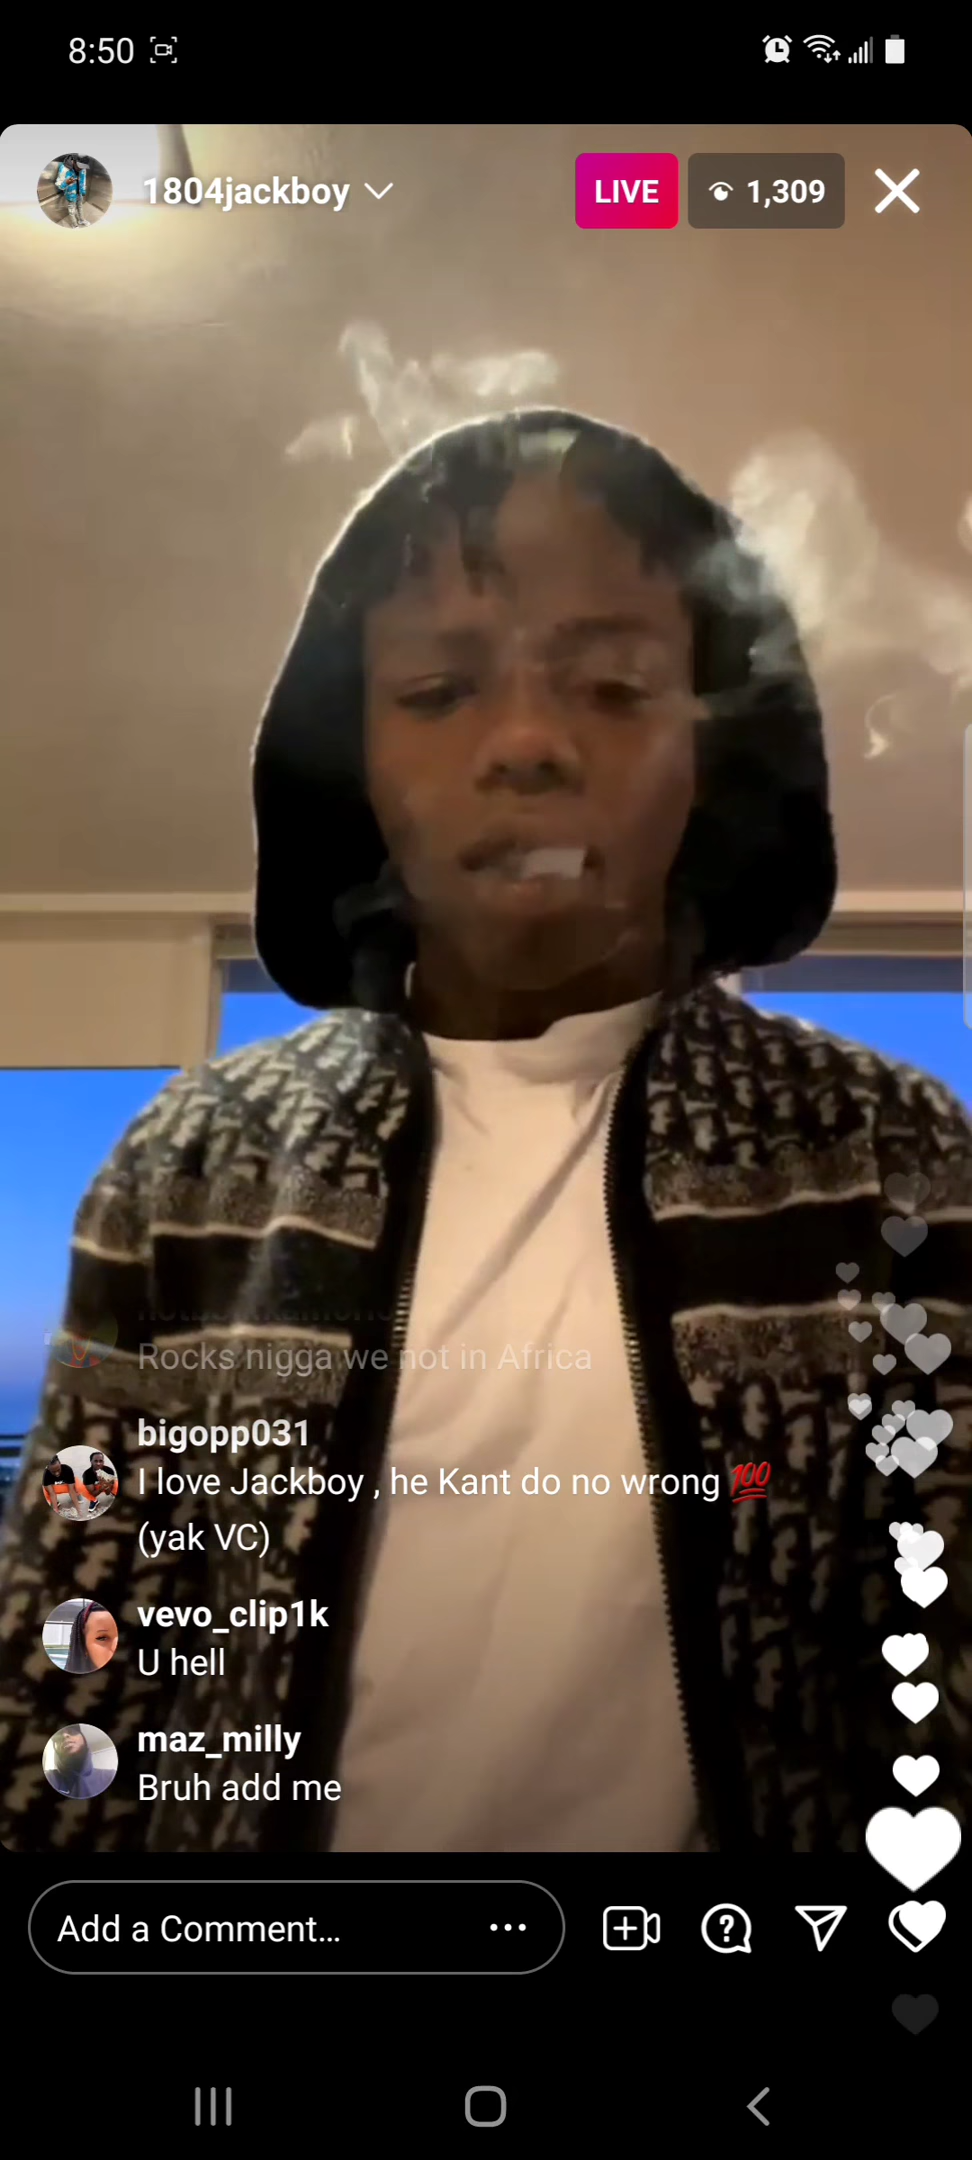 8:50
1804jackboy
LIVE
1,309
Rocks nigga we not in Africa
bigopp031
I love Jackboy , he Kant do no wrong 💯
(yak VC)
vevo_clip1k
U hell
maz_milly
Bruh add me
Add a Comment...